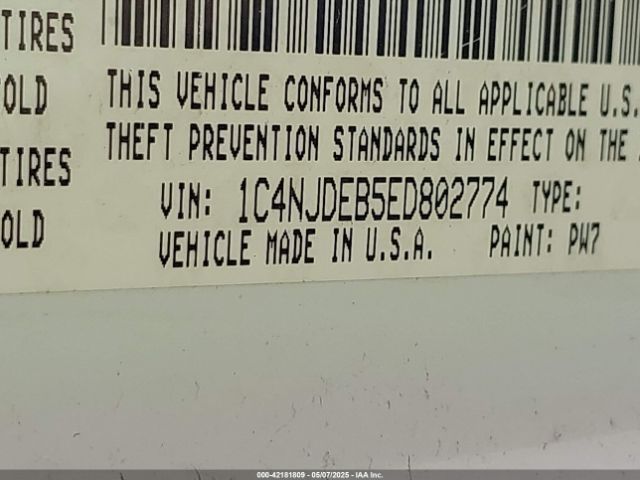 TIRES
THIS VEHICLE CONFORMS TO ALL APPLICABLE U.S.
OLD
THEFT PREVENTION STANDARDS IN EFFECT ON THE
TIRES
VIN: 1C4NJDEB5ED802774 TYPE:
OLD
VEHICLE MADE IN U.S.A. PAINT: PW7
000-42181809 - 05/07/2025 - IAA Inc.